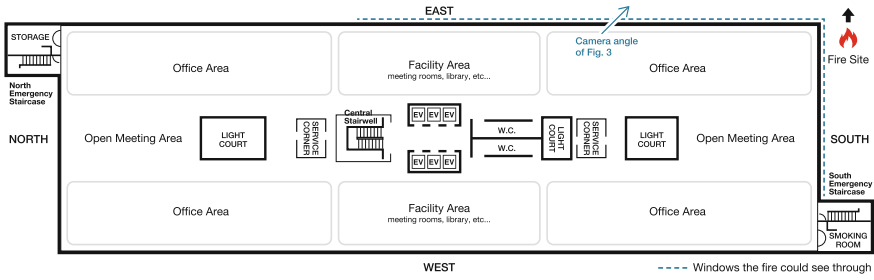 EAST
STORAGE
Camera angle
of Fig. 3
Fire Site
Office Area
Facility Area
meeting rooms, library, etc...
Office Area
North
Emergency
Staircase
Central
Stairwell
EV EV EV
NORTH
Open Meeting Area
LIGHT
COURT
SERVICE
CORNER
W.C.
W.C.
LIGHT
COURT
SERVICE
CORNER
LIGHT
COURT
Open Meeting Area
SOUTH
EV EV EV
South
Emergency
Staircase
Office Area
Facility Area
meeting rooms, library, etc...
Office Area
SMOKING
ROOM
WEST
Windows the fire could see through